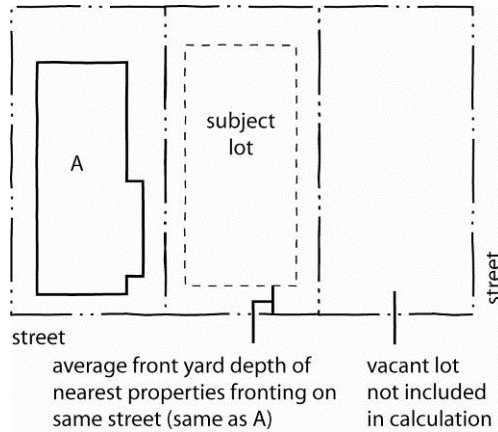 subject
lot
A
street
street
average front yard depth of
nearest properties fronting on
same street (same as A)
vacant lot
not included
in calculation